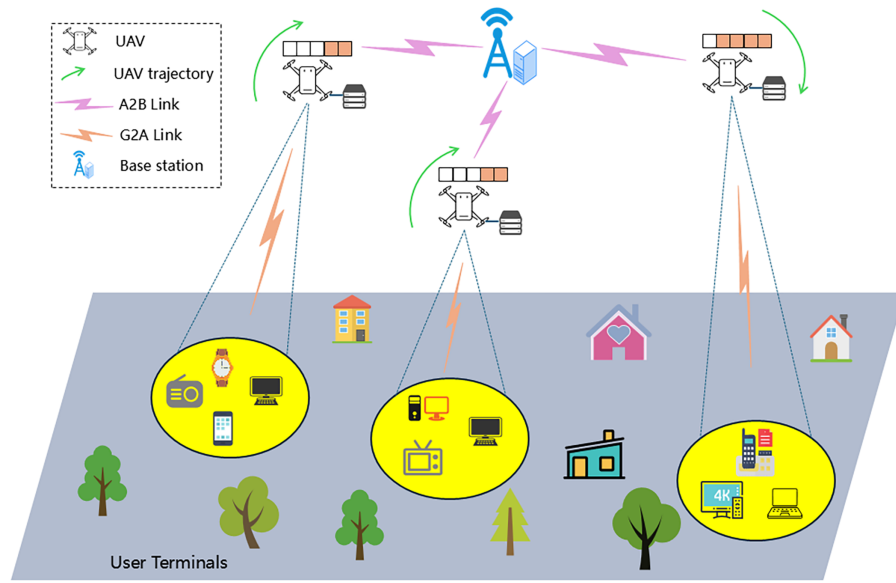 UAV
UAV trajectory
A2B Link
G2A Link
Base station
4K
User Terminals